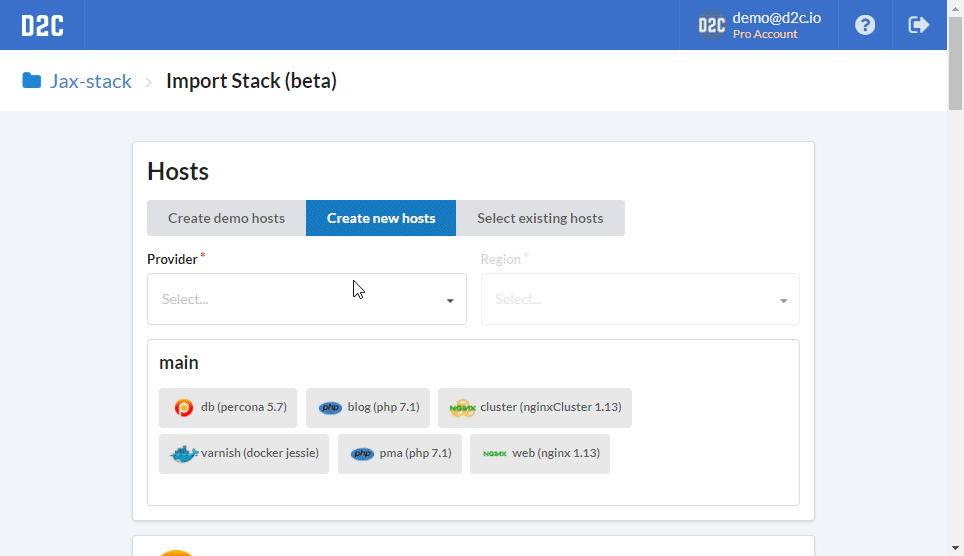 D2C
D2C demo@d2c.io
Pro Account
?
Jax-stack > Import Stack (beta)
Hosts
Create demo hosts Create new hosts Select existing hosts
Provider * Region *
Select... Select...
main
db (percona 5.7) php blog (php 7.1) NGINX cluster (nginxCluster 1.13)
varnish (docker jessie) php pma (php 7.1) NGINX web (nginx 1.13)